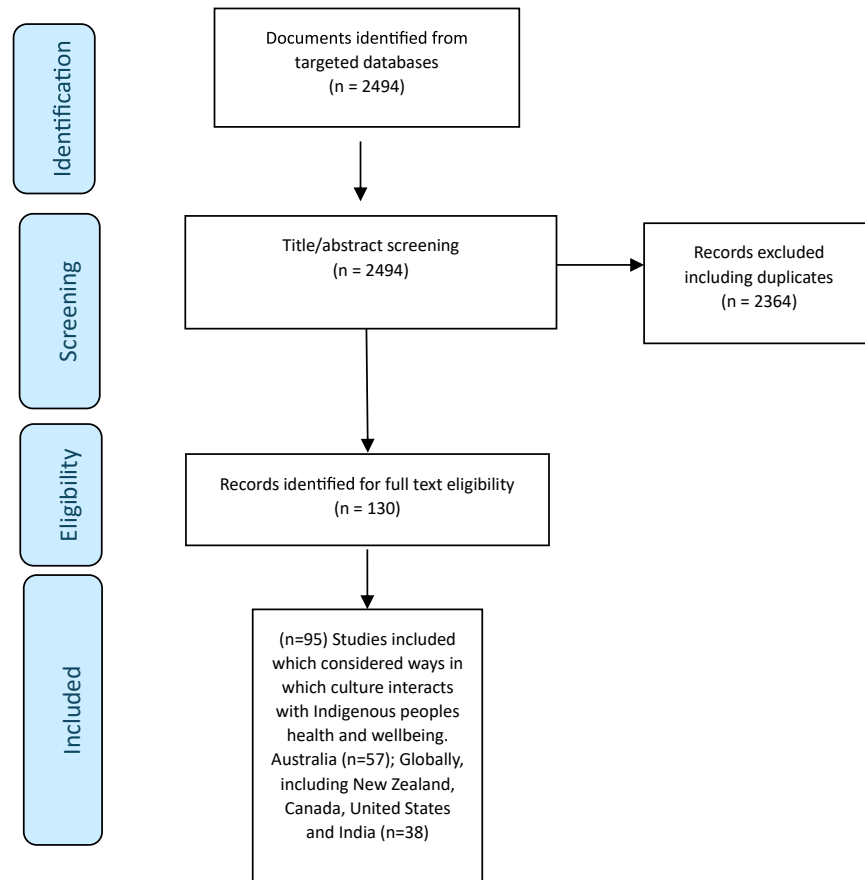 Identification
Documents identified from
targeted databases
(n = 2494)
Screening
Title/abstract screening
(n = 2494)
Records excluded
including duplicates
(n = 2364)
Eligibility
Records identified for full text eligibility
(n = 130)
Included
(n=95) Studies included
which considered ways in
which culture interacts
with Indigenous peoples
health and wellbeing.
Australia (n=57); Globally,
including New Zealand,
Canada, United States
and India (n=38)